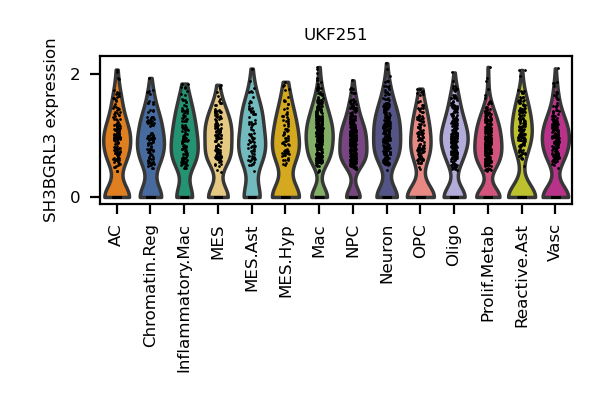 UKF251
SH3BGRL3 expression
2
0
AC
Chromatin.Reg
Inflammatory.Mac
MES
MES.Ast
MES.Hyp
Mac
NPC
Neuron
OPC
Oligo
Prolif.Metab
Reactive.Ast
Vasc